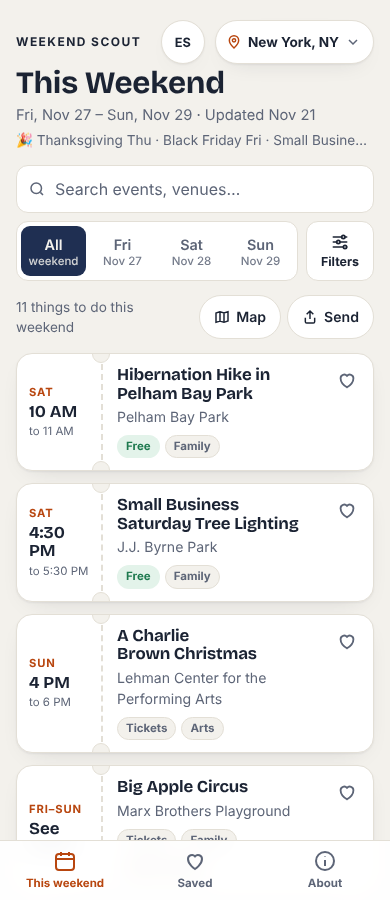 WEEKEND SCOUT
ES
New York, NY
This Weekend
Fri, Nov 27 – Sun, Nov 29 · Updated Nov 21
🎉 Thanksgiving Thu · Black Friday Fri · Small Busine...
Search events, venues...
All
weekend
Fri
Nov 27
Sat
Nov 28
Sun
Nov 29
Filters
11 things to do this
weekend
Map
Send
SAT
10 AM
to 11 AM
Hibernation Hike in
Pelham Bay Park
Pelham Bay Park
Free
Family
SAT
4:30
PM
to 5:30 PM
Small Business
Saturday Tree Lighting
J.J. Byrne Park
Free
Family
SUN
4 PM
to 6 PM
A Charlie
Brown Christmas
Lehman Center for the
Performing Arts
Tickets
Arts
FRI–SUN
See
Big Apple Circus
Marx Brothers Playground
Tickets
Family
This weekend
Saved
About